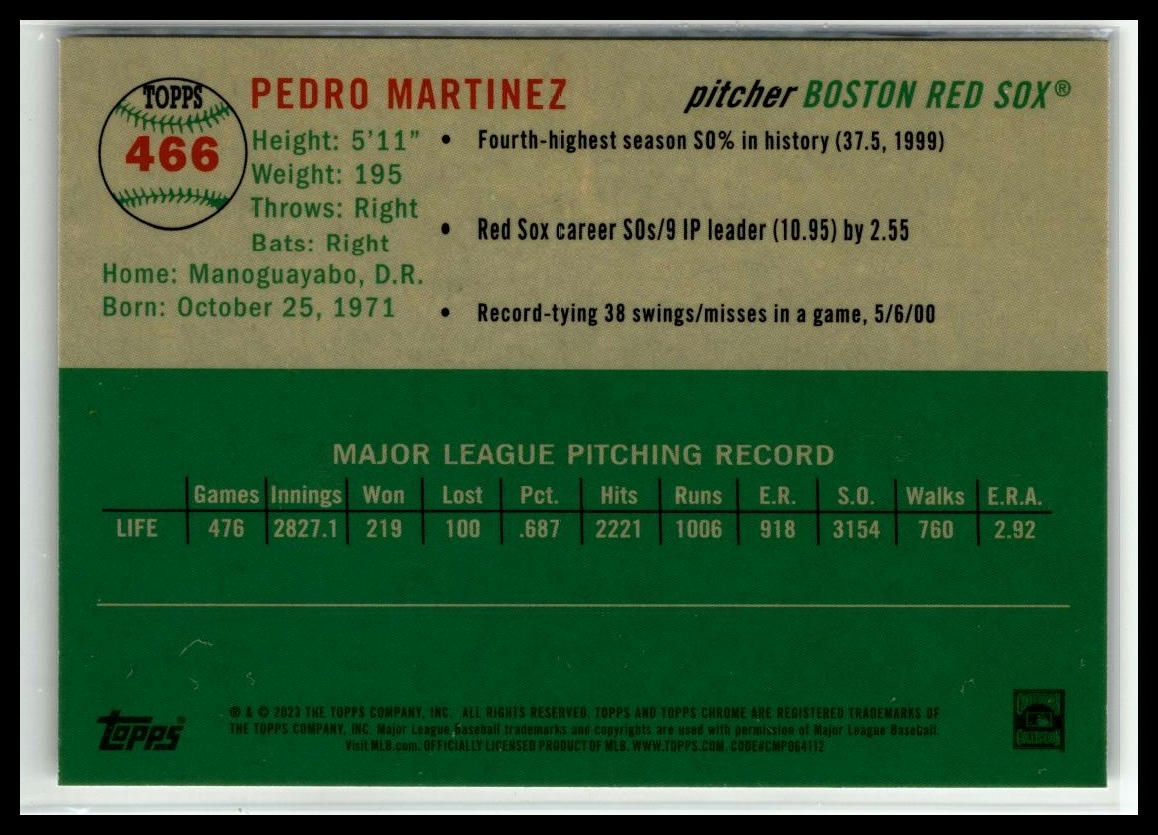 TOPPS
466
PEDRO MARTINEZ
pitcher BOSTON RED SOX®
Height: 5'11"
Weight: 195
Throws: Right
Bats: Right
Home: Manoguayabo, D.R.
Born: October 25, 1971
• Fourth-highest season SO% in history (37.5, 1999)
• Red Sox career SOs/9 IP leader (10.95) by 2.55
• Record-tying 38 swings/misses in a game, 5/6/00
MAJOR LEAGUE PITCHING RECORD
Games Innings Won Lost Pct. Hits Runs E.R. S.O. Walks E.R.A.
LIFE 476 2827.1 219 100 .687 2221 1006 918 3154 760 2.92
topps
® & © 2023 THE TOPPS COMPANY, INC. ALL RIGHTS RESERVED. TOPPS AND TOPPS CHROME ARE REGISTERED TRADEMARKS OF
THE TOPPS COMPANY, INC. Major League Baseball trademarks and copyrights are used with permission of Major League Baseball.
Visit MLB.com. OFFICIALLY LICENSED PRODUCT OF MLB. WWW.TOPPS.COM. CODE#CMP064112